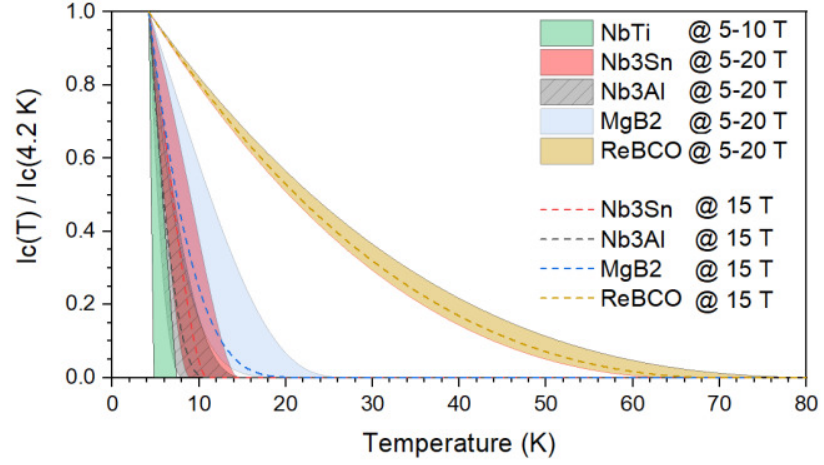 1.0
0.8
0.6
0.4
0.2
0.0
Ic(T) / Ic(4.2 K)
NbTi @ 5-10 T
Nb3Sn @ 5-20 T
Nb3Al @ 5-20 T
MgB2 @ 5-20 T
ReBCO @ 5-20 T
Nb3Sn @ 15 T
Nb3Al @ 15 T
MgB2 @ 15 T
ReBCO @ 15 T
0 10 20 30 40 50 60 70 80
Temperature (K)